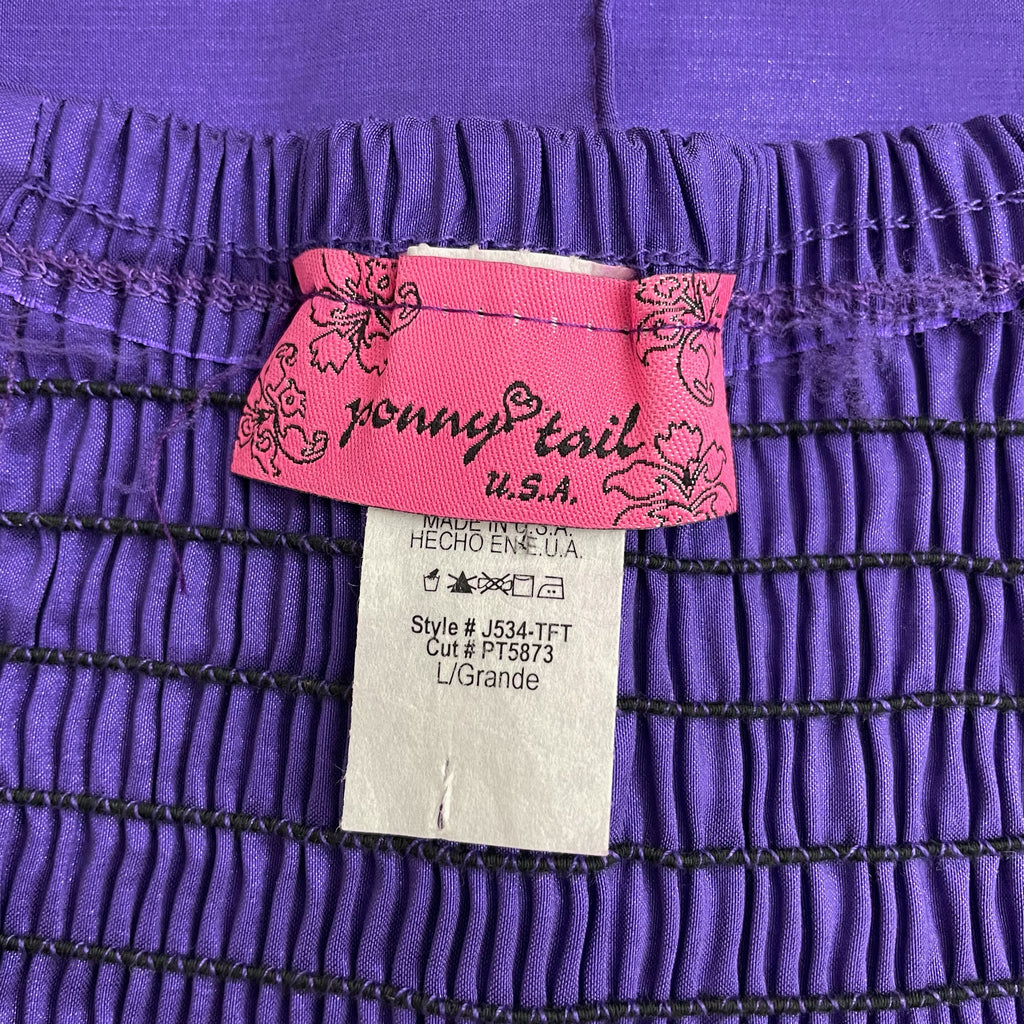 ponny tail
U.S.A.
MADE IN U.S.A.
HECHO EN E.U.A.
Style # J534-TFT
Cut # PT5873
L/Grande